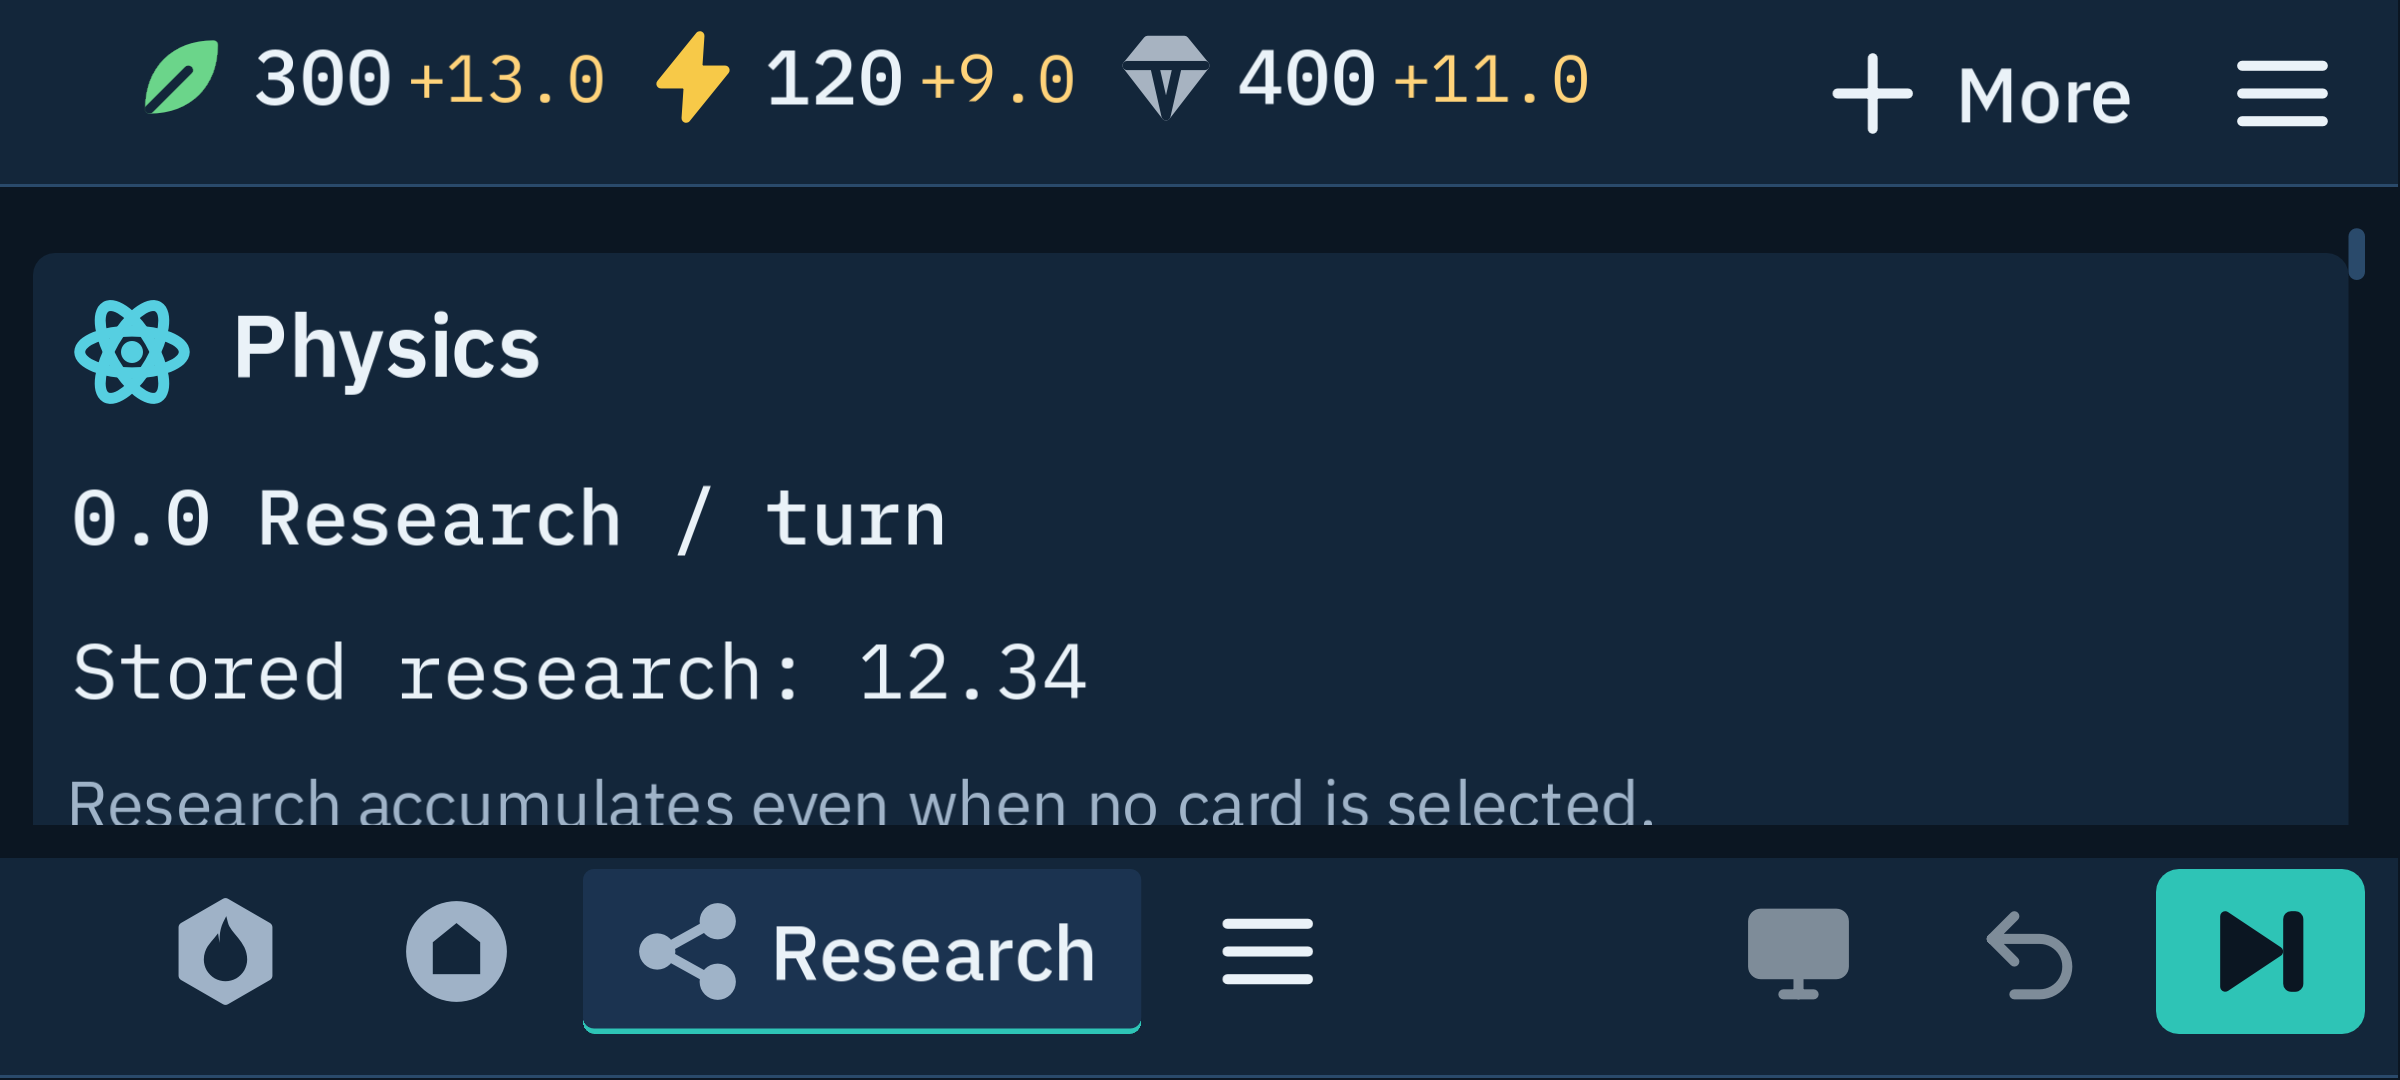 300 +13.0 120 +9.0 400 +11.0 More
Physics
0.0 Research / turn
Stored research: 12.34
Research accumulates even when no card is selected.
Research